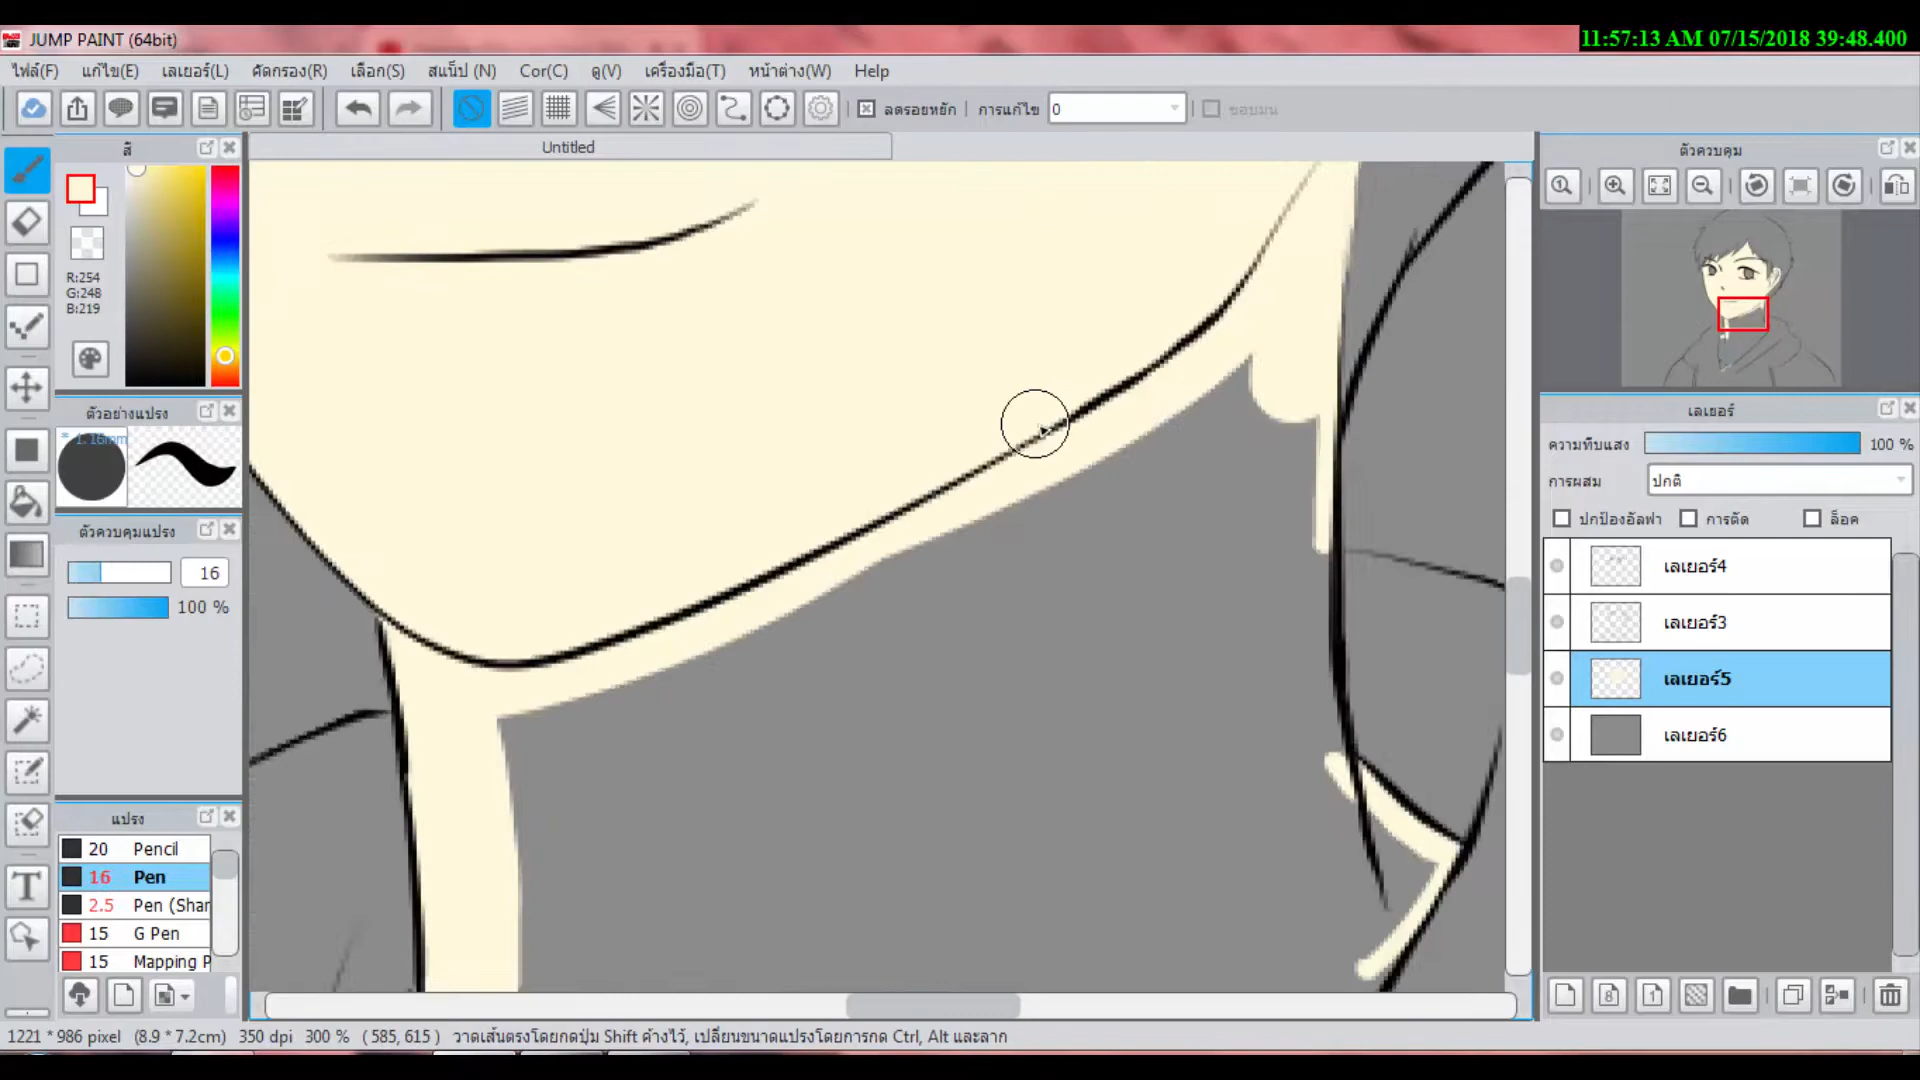 JUMP PAINT (64bit)
11:57:13 AM 07/15/2018 39:48.400
ไฟล์(F) แก้ไข(E) เลเยอร์(L) คัดกรอง(R) เลือก(S) สแน็ป (N) Cor(C) ดู(V) เครื่องมือ(T) หน้าต่าง(W) Help
ลดรอยหยัก การแก้ไข 0 ขอบมน
Untitled
สี
R:254
G:248
B:219
ตัวอย่างแปรง
* 1.16mm
ตัวควบคุมแปรง
16
100 %
แปรง
20 Pencil
16 Pen
2.5 Pen (Shar
15 G Pen
15 Mapping P
ตัวควบคุม
เลเยอร์
ความทึบแสง 100 %
การผสม ปกติ
ปกป้องอัลฟา การตัด ล็อค
เลเยอร์4
เลเยอร์3
เลเยอร์5
เลเยอร์6
1221 * 986 pixel (8.9 * 7.2cm) 350 dpi 300 % (585, 615) วาดเส้นตรงโดยกดปุ่ม Shift ค้างไว้, เปลี่ยนขนาดแปรงโดยการกด Ctrl, Alt และลาก